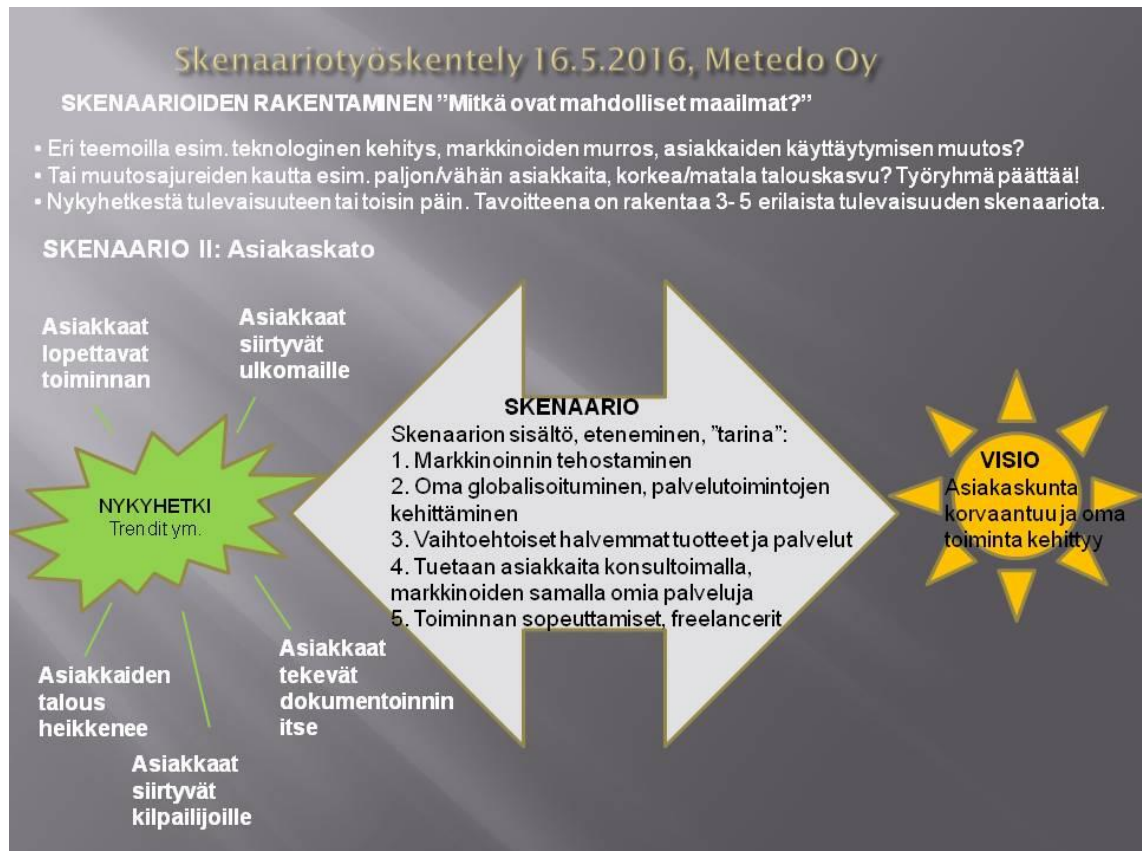 Skenaariotyöskentely 16.5.2016, Metedo Oy
SKENAARIOIDEN RAKENTAMINEN ”Mitkä ovat mahdolliset maailmat?”
• Eri teemoilla esim. teknologinen kehitys, markkinoiden murros, asiakkaiden käyttäytymisen muutos?
• Tai muutosajureiden kautta esim. paljon/vähän asiakkaita, korkea/matala talouskasvu? Työryhmä päättää!
• Nykyhetkestä tulevaisuuteen tai toisin päin. Tavoitteena on rakentaa 3- 5 erilaista tulevaisuuden skenaariota.
SKENAARIO II: Asiakaskato
Asiakkaat
lopettavat
toiminnan
Asiakkaat
siirtyvät
ulkomaille
NYKYHETKI
Trendit ym.
Asiakkaiden
talous
heikkenee
Asiakkaat
siirtyvät
kilpailijoille
Asiakkaat
tekevät
dokumentoinnin
itse
SKENAARIO
Skenaarion sisältö, eteneminen, ”tarina”:
1. Markkinoinnin tehostaminen
2. Oma globalisoituminen, palvelutoimintojen
kehittäminen
3. Vaihtoehtoiset halvemmat tuotteet ja palvelut
4. Tuetaan asiakkaita konsultoimalla,
markkinoiden samalla omia palveluja
5. Toiminnan sopeuttamiset, freelancerit
VISIO
Asiakaskunta
korvaantuu ja oma
toiminta kehittyy